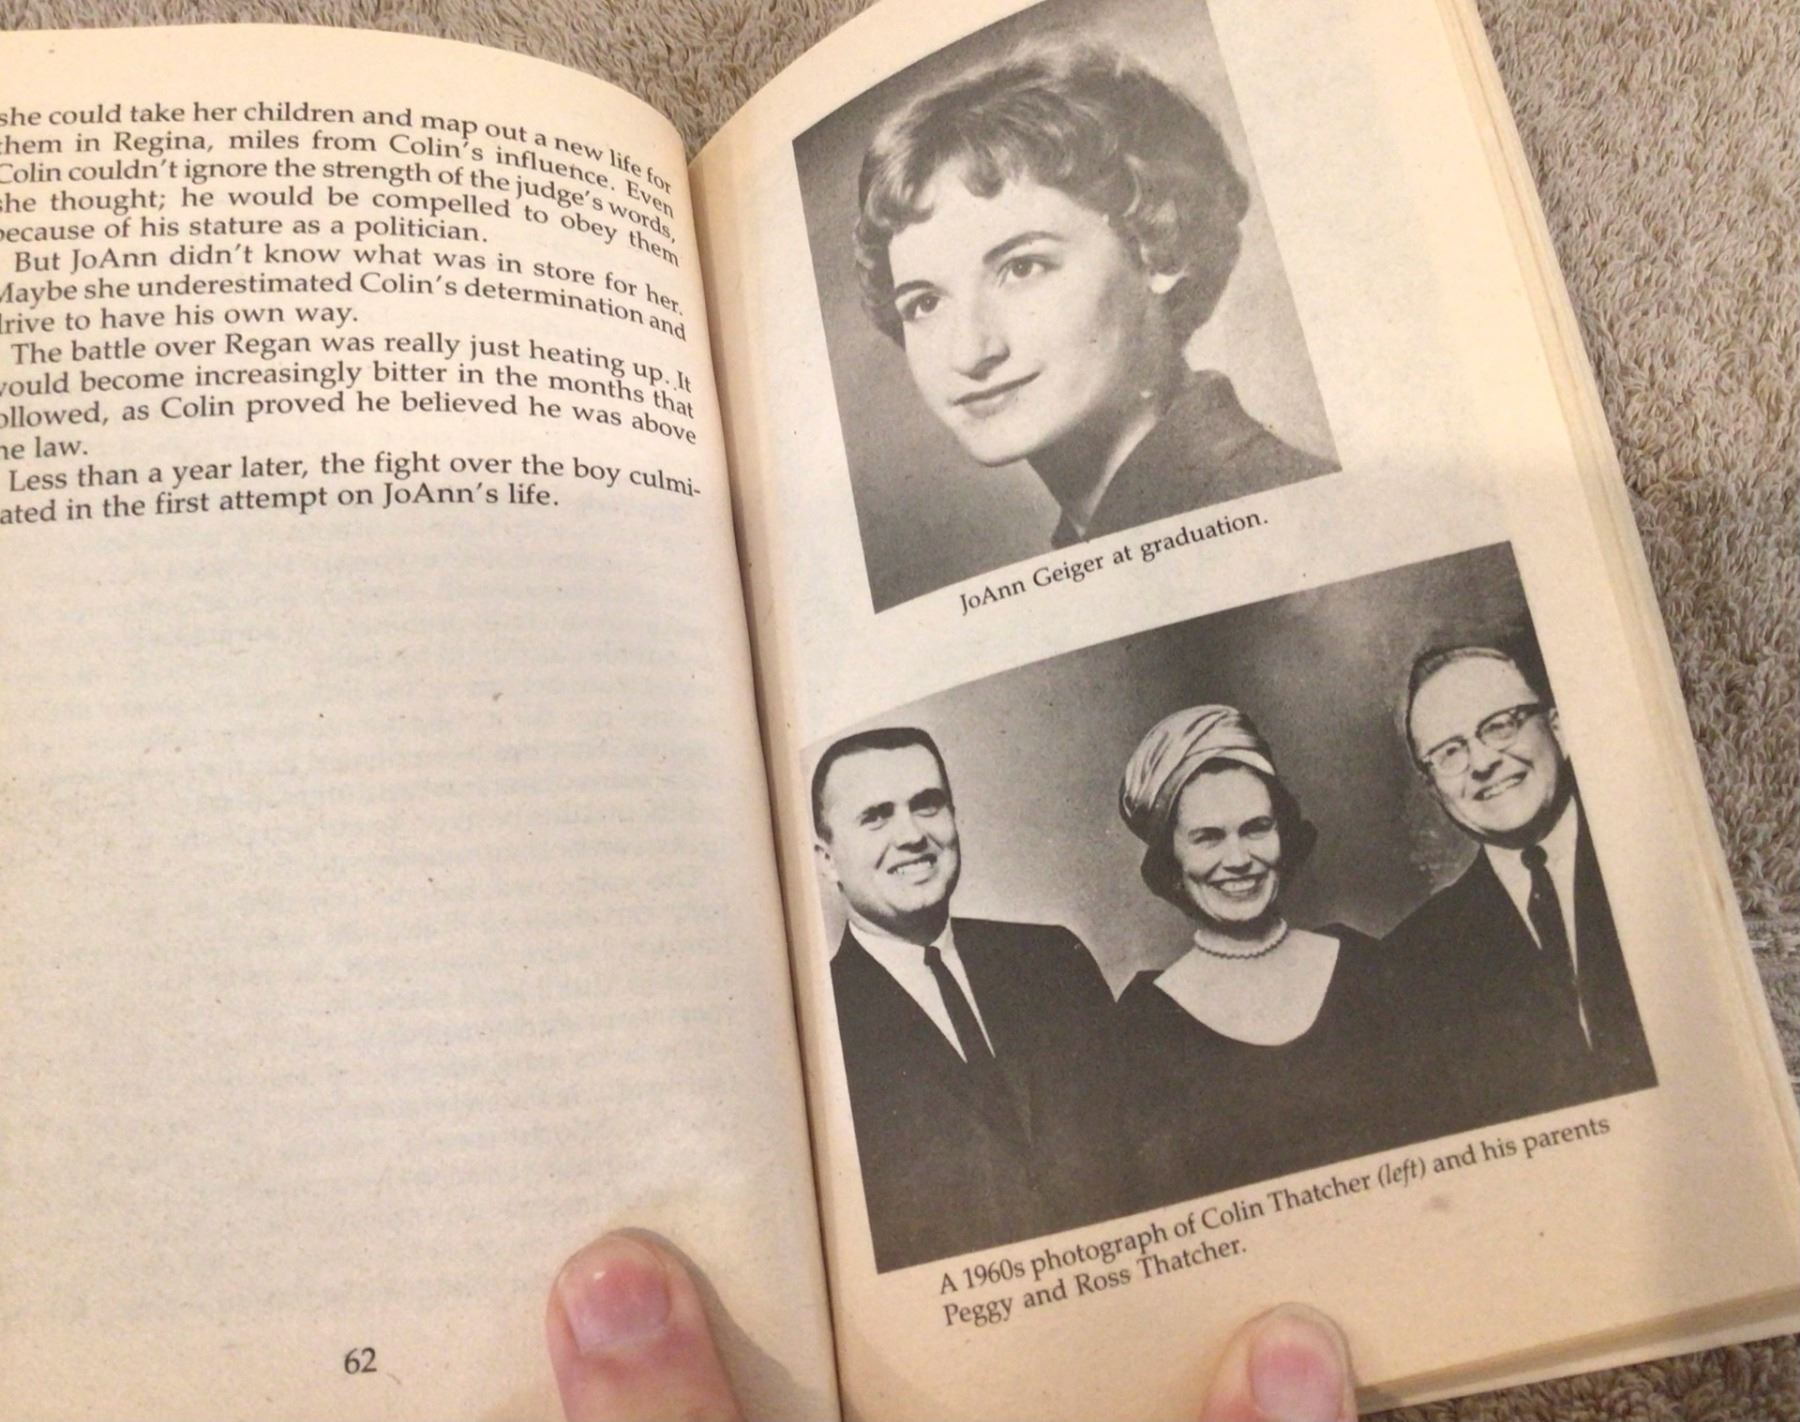 she could take her children and map out a new life for
them in Regina, miles from Colin's influence. Even
Colin couldn't ignore the strength of the judge's words,
she thought; he would be compelled to obey them
because of his stature as a politician.
But JoAnn didn't know what was in store for her.
Maybe she underestimated Colin's determination and
drive to have his own way.
The battle over Regan was really just heating up. It
would become increasingly bitter in the months that
followed, as Colin proved he believed he was above
the law.
Less than a year later, the fight over the boy culmi-
nated in the first attempt on JoAnn's life.
62
JoAnn Geiger at graduation.
A 1960s photograph of Colin Thatcher (left) and his parents
Peggy and Ross Thatcher.